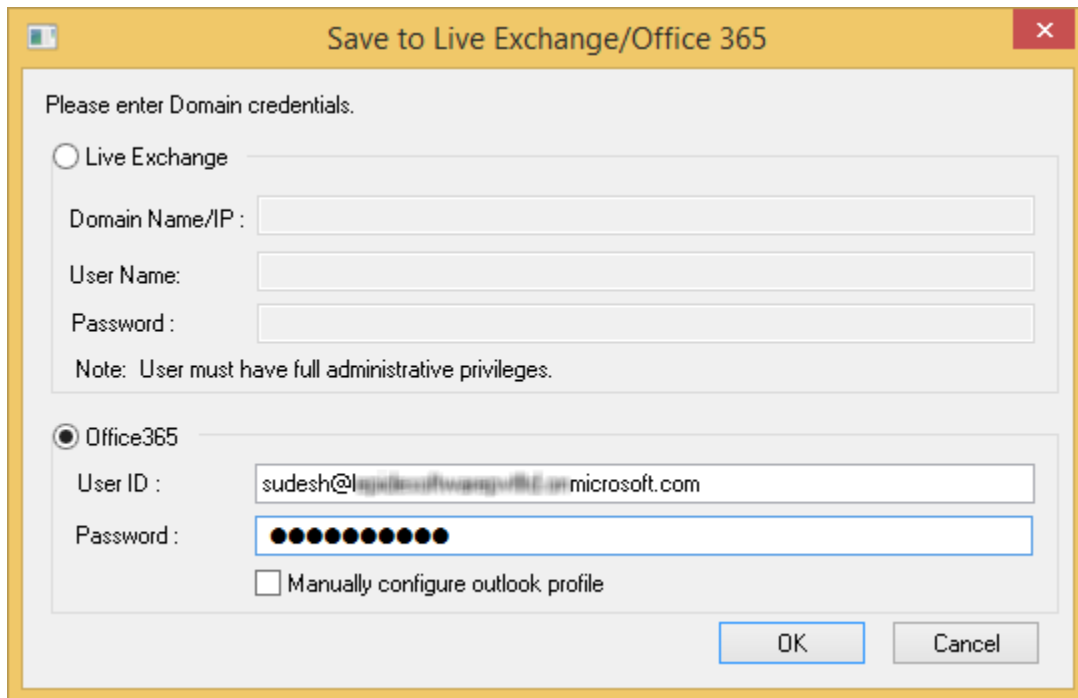 Save to Live Exchange/Office 365
Please enter Domain credentials.
Live Exchange
Domain Name/IP :
User Name:
Password :
Note:  User must have full administrative privileges.
Office365
User ID : sudesh@ microsoft.com
Password : ●●●●●●●●●●
Manually configure outlook profile
OK Cancel